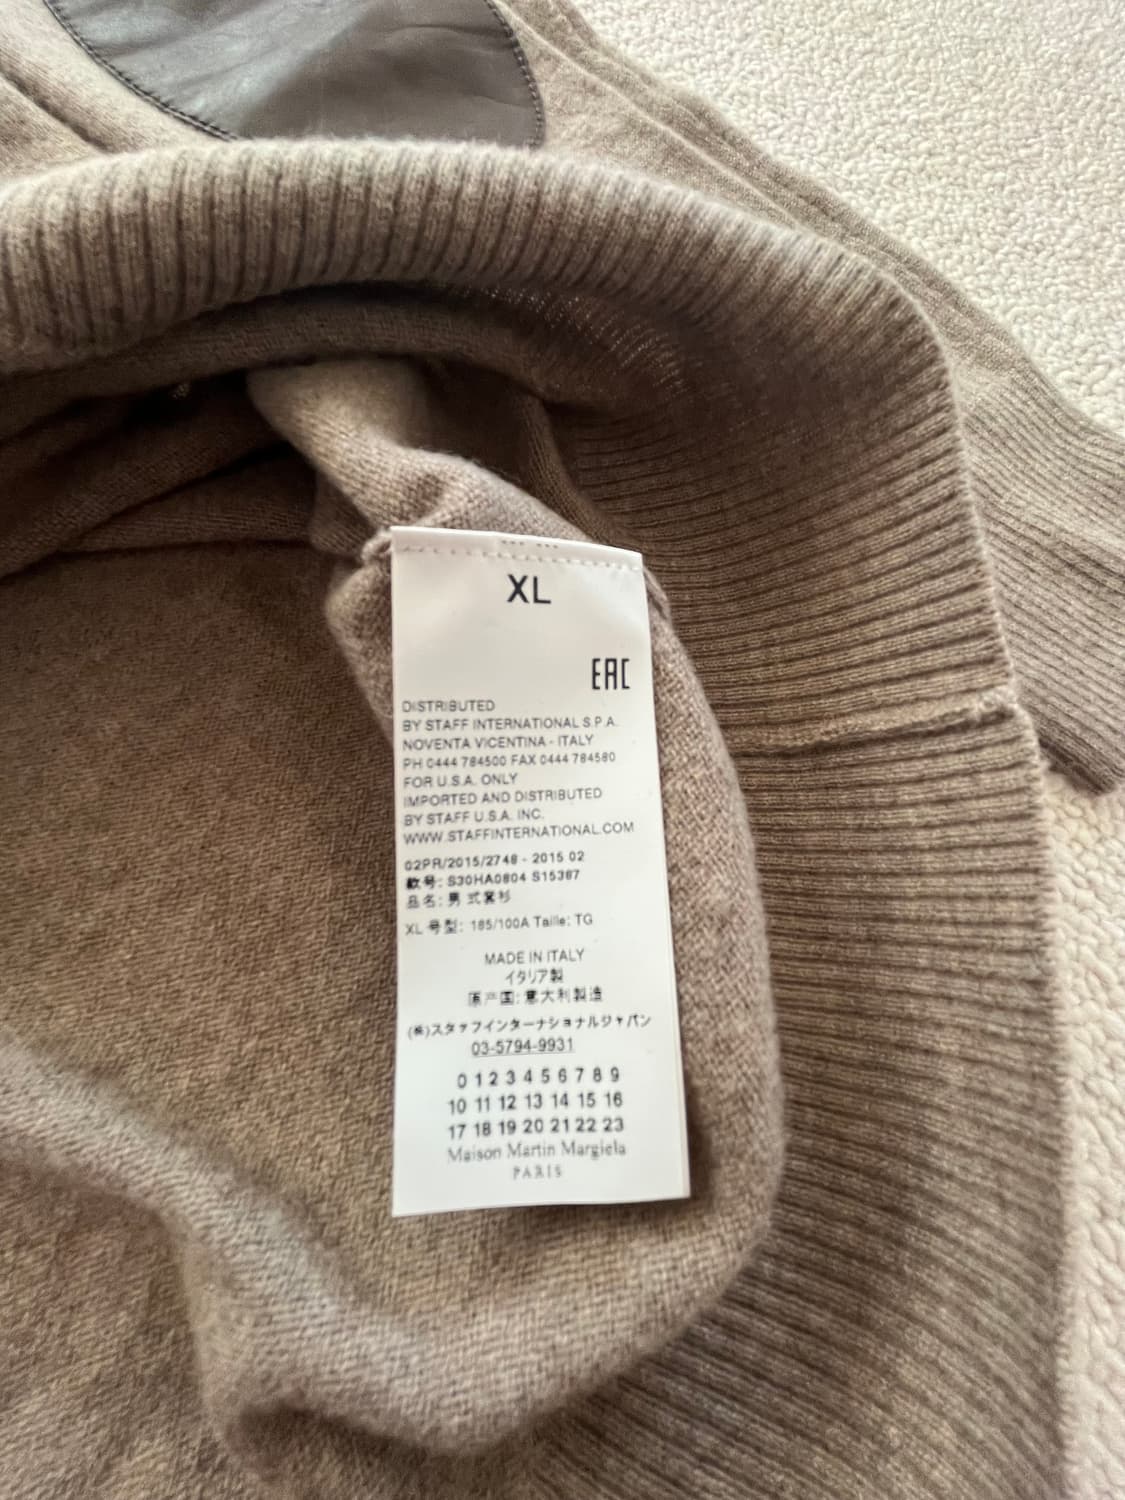 XL
EAC
DISTRIBUTED
BY STAFF INTERNATIONAL S.P.A.
NOVENTA VICENTINA - ITALY
PH 0444 784500 FAX 0444 784580
FOR U.S.A. ONLY
IMPORTED AND DISTRIBUTED
BY STAFF U.S.A. INC.
WWW.STAFFINTERNATIONAL.COM
02PR/2015/2748 - 2015 02
款号: S30HA0804 S15387
品名: 男 式套衫
XL 号型: 185/100A Taille: TG
MADE IN ITALY
イタリア製
原产国: 意大利製造
(株)スタッフインターナショナルジャパン
03-5794-9931
0 1 2 3 4 5 6 7 8 9
10 11 12 13 14 15 16
17 18 19 20 21 22 23
Maison Martin Margiela
PARIS